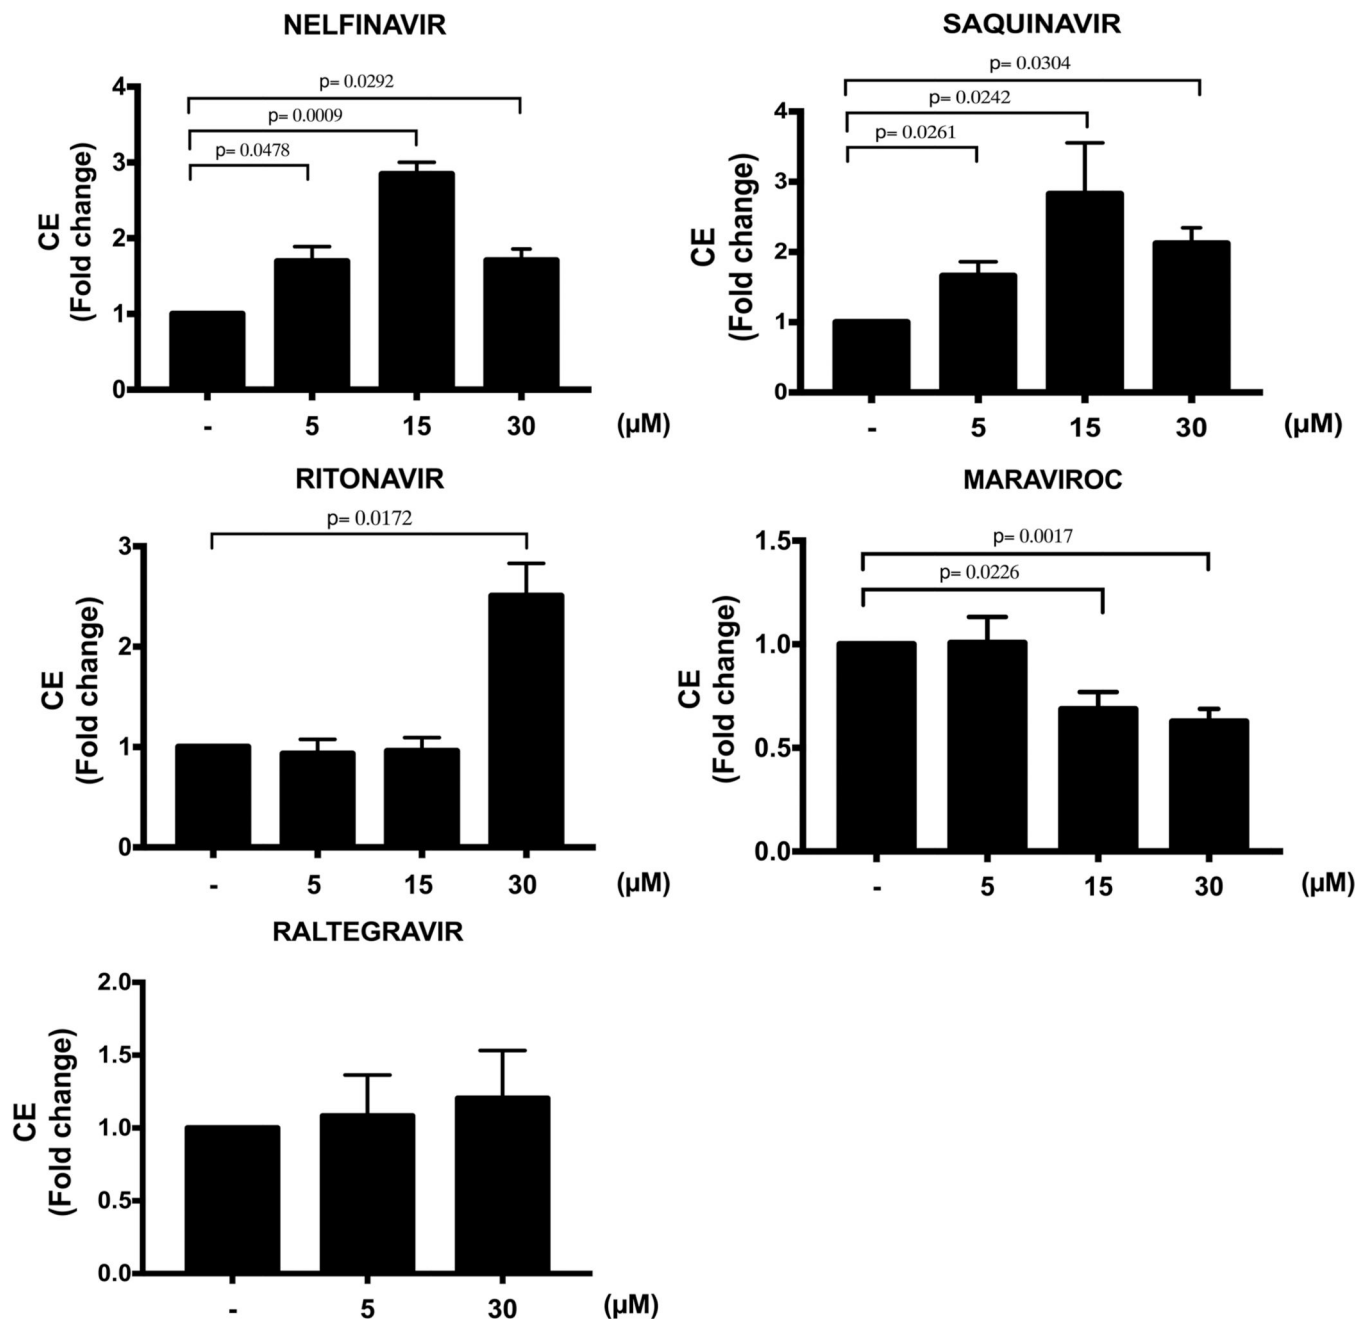 NELFINAVIR
p= 0.0292
p= 0.0009
p= 0.0478
CE
(Fold change)
4
3
2
1
0
- 5 15 30 (µM)
SAQUINAVIR
p= 0.0304
p= 0.0242
p= 0.0261
CE
(Fold change)
4
3
2
1
0
- 5 15 30 (µM)
RITONAVIR
p= 0.0172
CE
(Fold change)
3
2
1
0
- 5 15 30 (µM)
MARAVIROC
p= 0.0017
p= 0.0226
CE
(Fold change)
1.5
1.0
0.5
0.0
- 5 15 30 (µM)
RALTEGRAVIR
CE
(Fold change)
2.0
1.5
1.0
0.5
0.0
- 5 30 (µM)